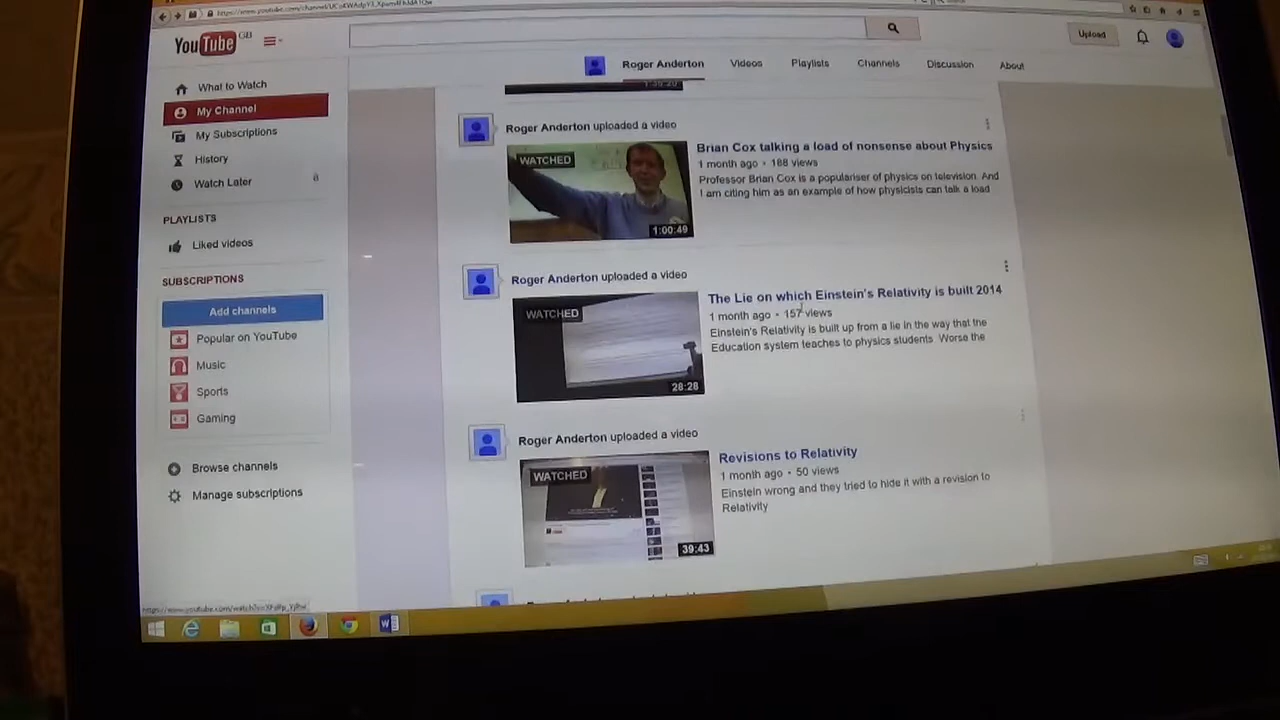 YouTube GB
Upload
Roger Anderton Videos Playlists Channels Discussion About
What to Watch
My Channel
My Subscriptions
History
Watch Later 8
PLAYLISTS
Liked videos
SUBSCRIPTIONS
Add channels
Popular on YouTube
Music
Sports
Gaming
Browse channels
Manage subscriptions
Roger Anderton uploaded a video
WATCHED
1:00:49
Brian Cox talking a load of nonsense about Physics
1 month ago • 188 views
Professor Brian Cox is a populariser of physics on television. And
I am citing him as an example of how physicists can talk a load
Roger Anderton uploaded a video
WATCHED
28:28
The Lie on which Einstein's Relativity is built 2014
1 month ago • 157 views
Einstein's Relativity is built up from a lie in the way that the
Education system teaches to physics students. Worse the
Roger Anderton uploaded a video
WATCHED
39:43
Revisions to Relativity
1 month ago • 50 views
Einstein wrong and they tried to hide it with a revision to
Relativity